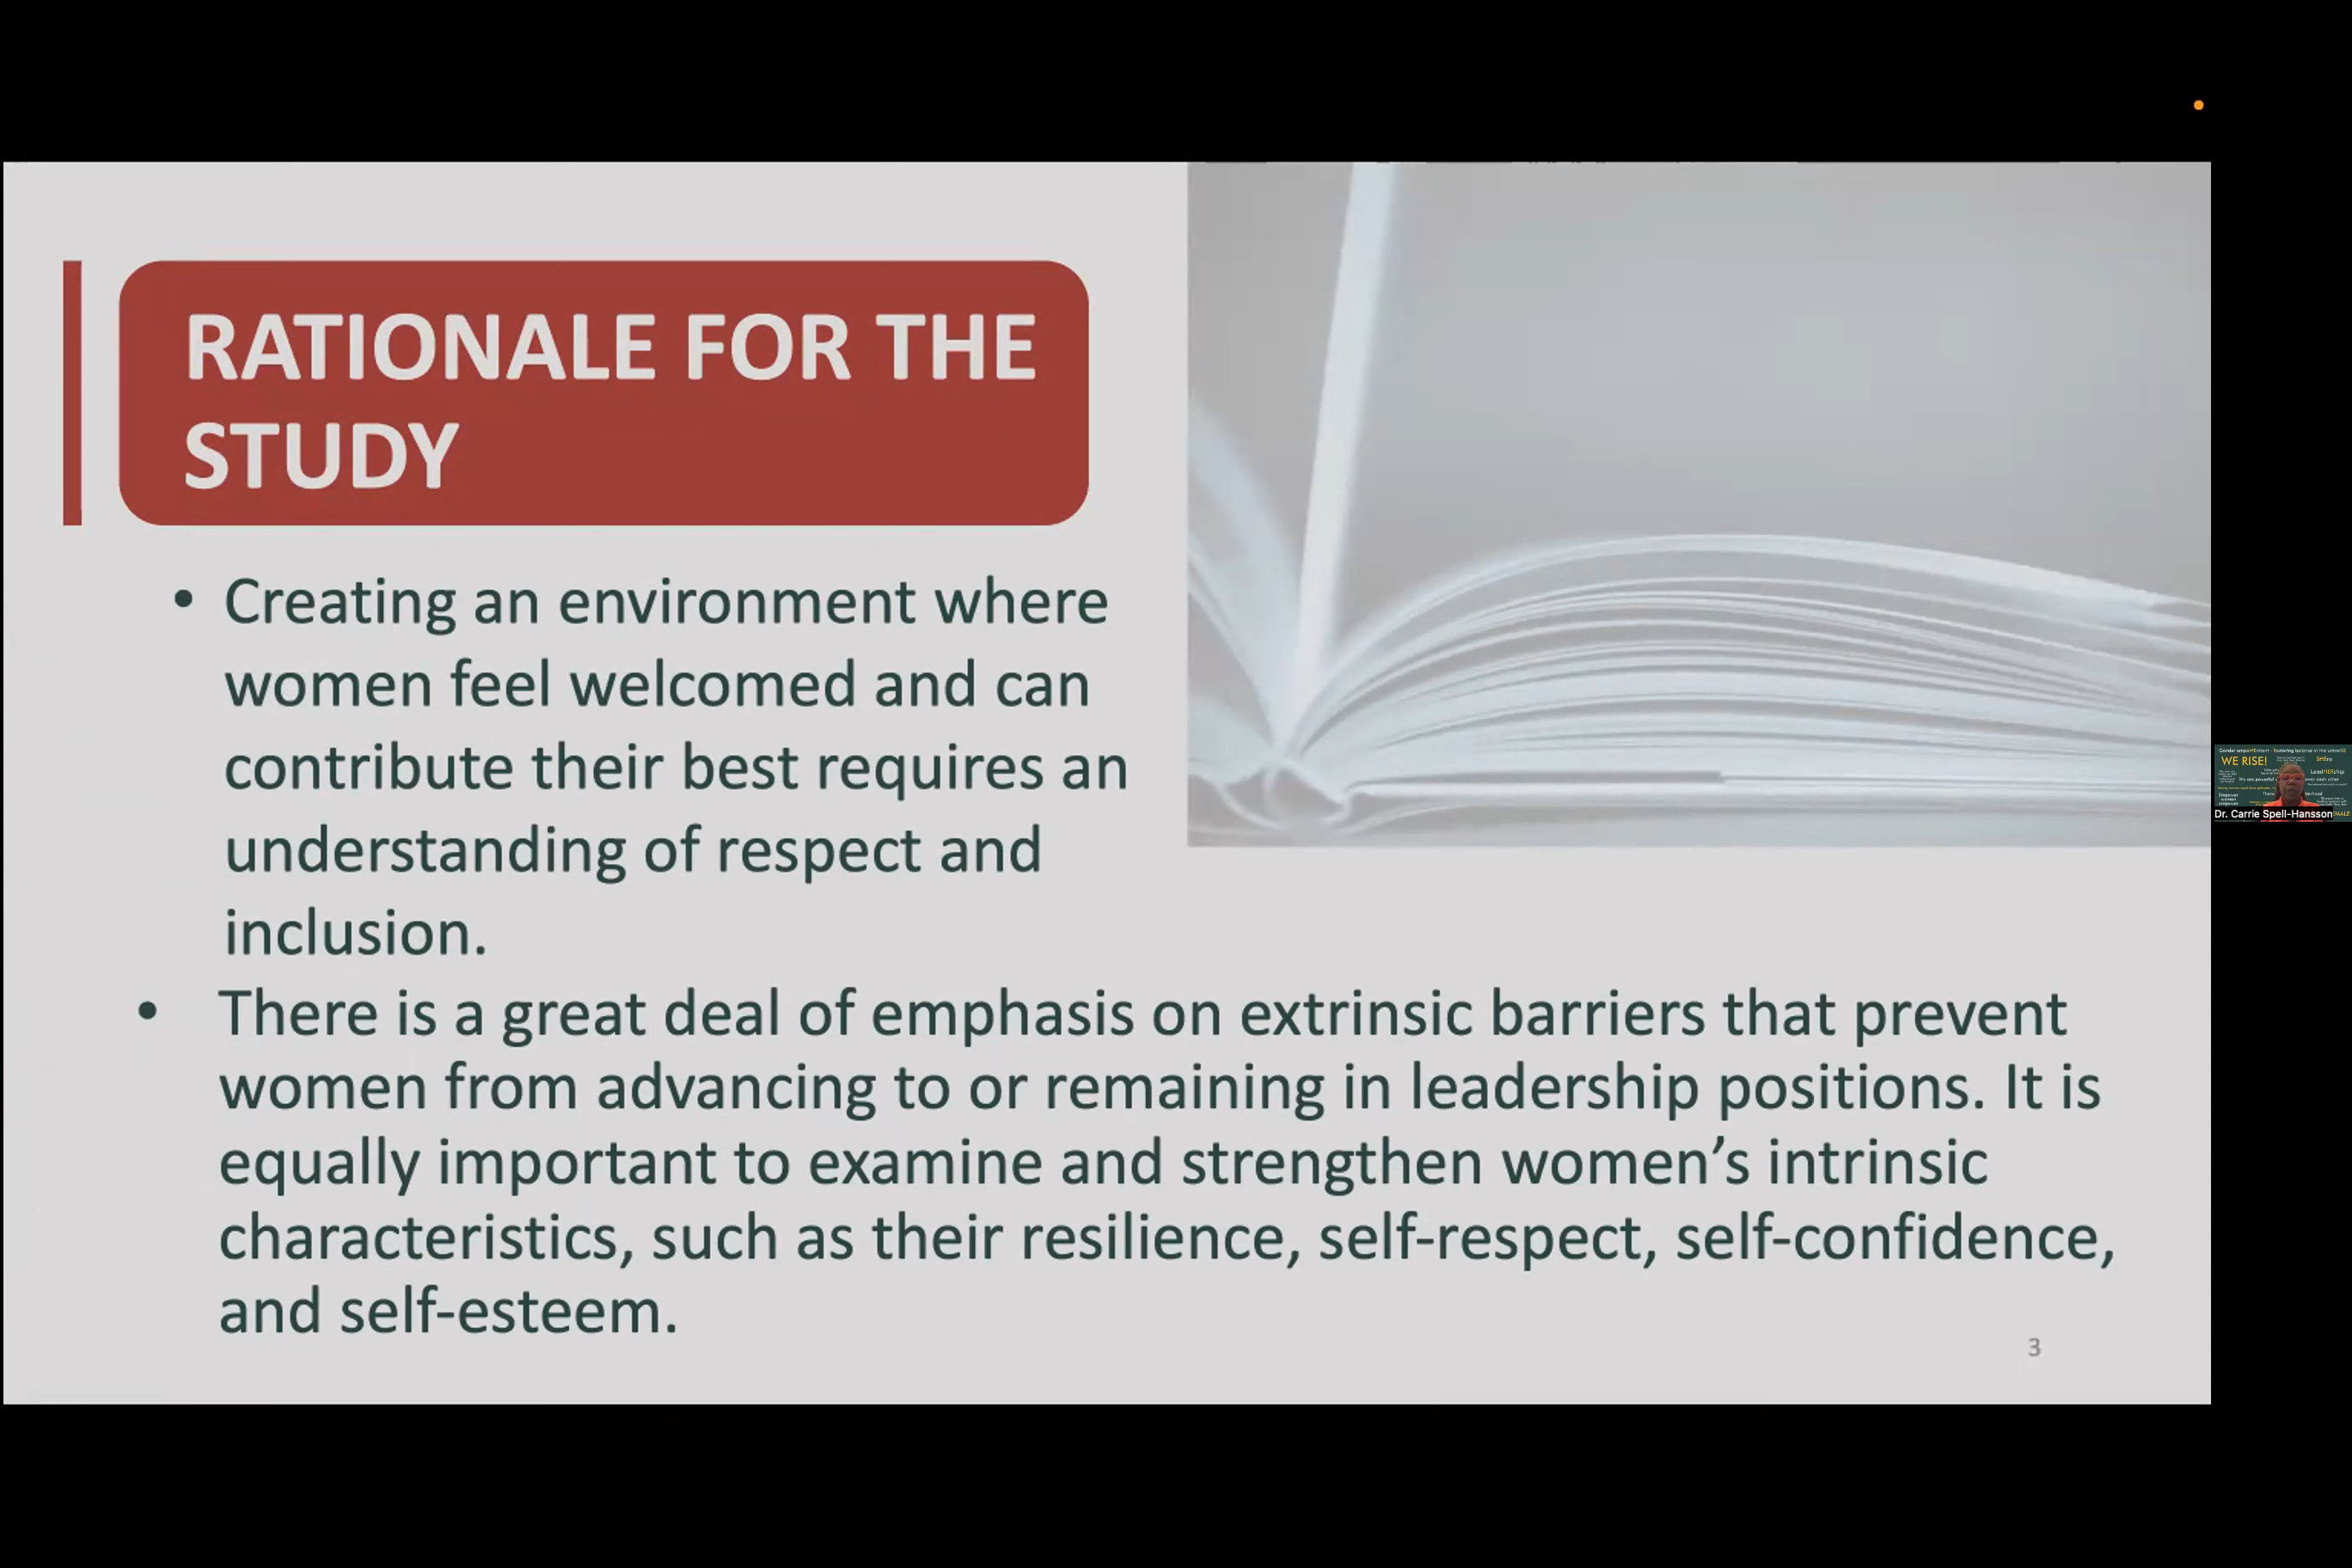 RATIONALE FOR THE
STUDY
• Creating an environment where
women feel welcomed and can
contribute their best requires an
understanding of respect and
inclusion.
• There is a great deal of emphasis on extrinsic barriers that prevent
women from advancing to or remaining in leadership positions. It is
equally important to examine and strengthen women’s intrinsic
characteristics, such as their resilience, self-respect, self-confidence,
and self-esteem.
3
WE RISE!
SHEro
LeadHERship
Dr. Carrie Spell-Hansson